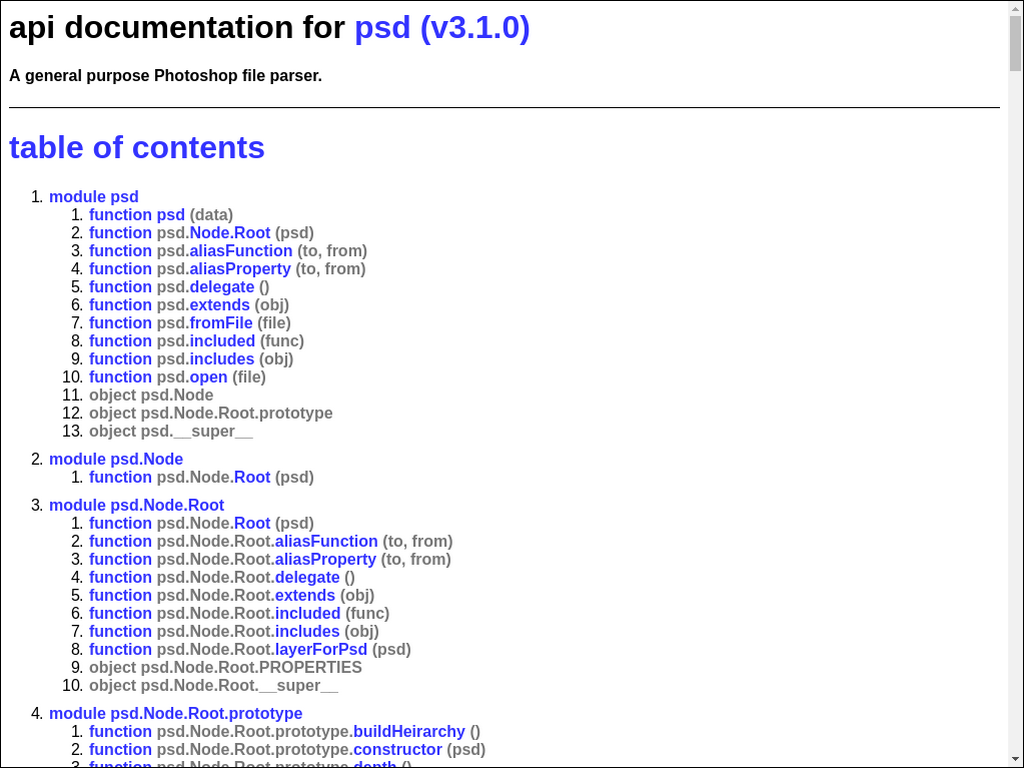 api documentation for psd (v3.1.0)
A general purpose Photoshop file parser.
table of contents
1. module psd
1. function psd (data)
2. function psd.Node.Root (psd)
3. function psd.aliasFunction (to, from)
4. function psd.aliasProperty (to, from)
5. function psd.delegate ()
6. function psd.extends (obj)
7. function psd.fromFile (file)
8. function psd.included (func)
9. function psd.includes (obj)
10. function psd.open (file)
11. object psd.Node
12. object psd.Node.Root.prototype
13. object psd.__super__
2. module psd.Node
1. function psd.Node.Root (psd)
3. module psd.Node.Root
1. function psd.Node.Root (psd)
2. function psd.Node.Root.aliasFunction (to, from)
3. function psd.Node.Root.aliasProperty (to, from)
4. function psd.Node.Root.delegate ()
5. function psd.Node.Root.extends (obj)
6. function psd.Node.Root.included (func)
7. function psd.Node.Root.includes (obj)
8. function psd.Node.Root.layerForPsd (psd)
9. object psd.Node.Root.PROPERTIES
10. object psd.Node.Root.__super__
4. module psd.Node.Root.prototype
1. function psd.Node.Root.prototype.buildHeirarchy ()
2. function psd.Node.Root.prototype.constructor (psd)
3. function psd.Node.Root.prototype.depth ()